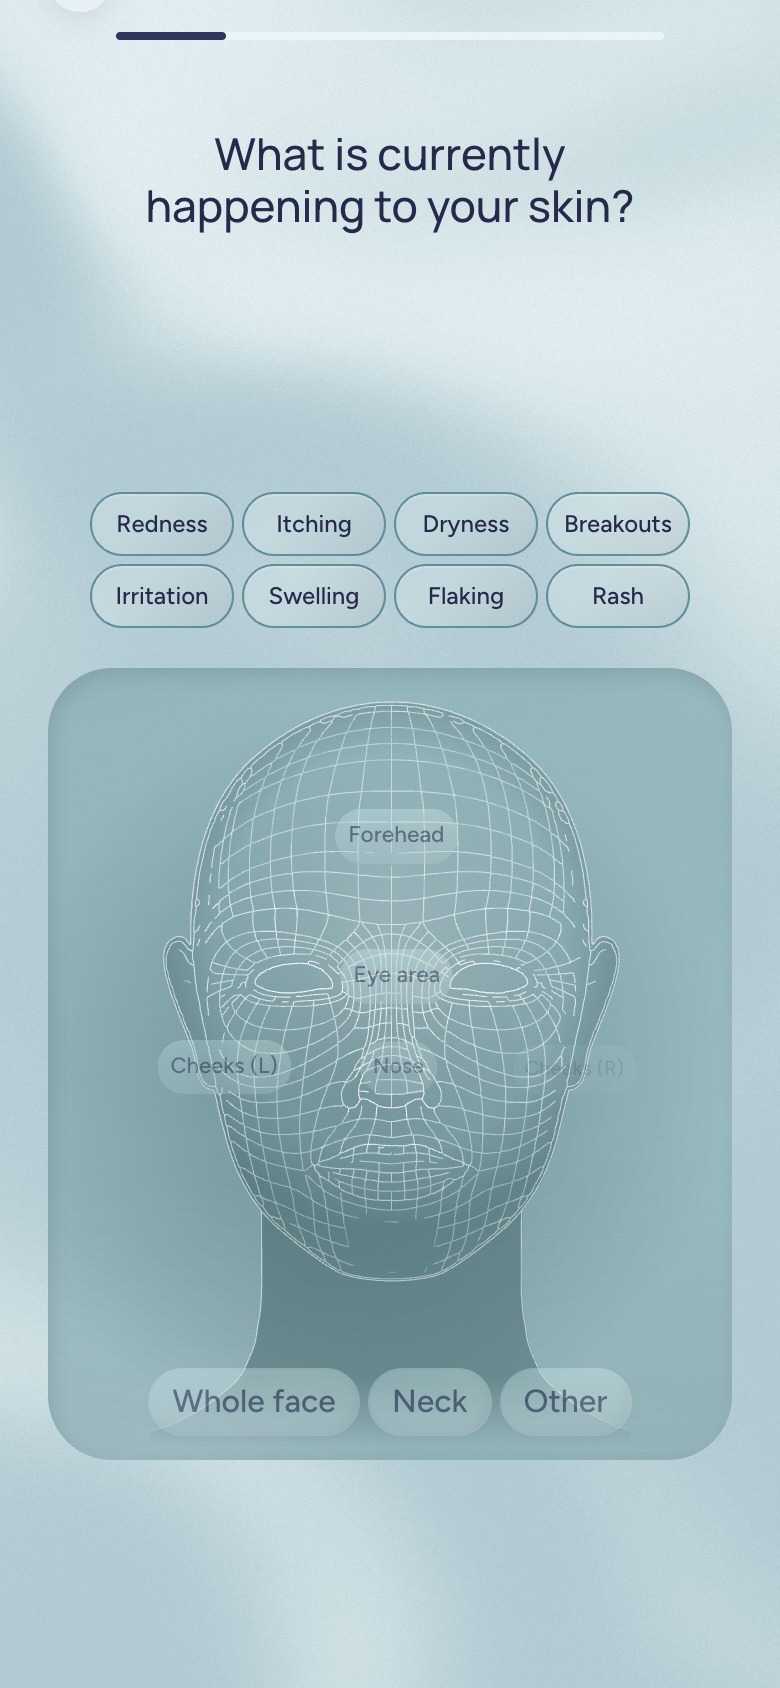 What is currently
happening to your skin?
Redness Itching Dryness Breakouts
Irritation Swelling Flaking Rash
Forehead
Eye area
Cheeks (L) Nose Cheeks (R)
Whole face Neck Other